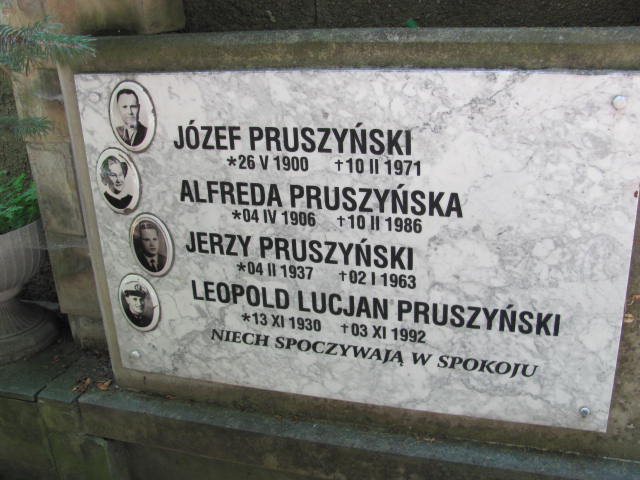 JÓZEF PRUSZYŃSKI
*26 V 1900 †10 II 1971
ALFREDA PRUSZYŃSKA
*04 IV 1906 †10 II 1986
JERZY PRUSZYŃSKI
*04 II 1937 †02 I 1963
LEOPOLD LUCJAN PRUSZYŃSKI
*13 XI 1930 †03 XI 1992
NIECH SPOCZYWAJĄ W SPOKOJU